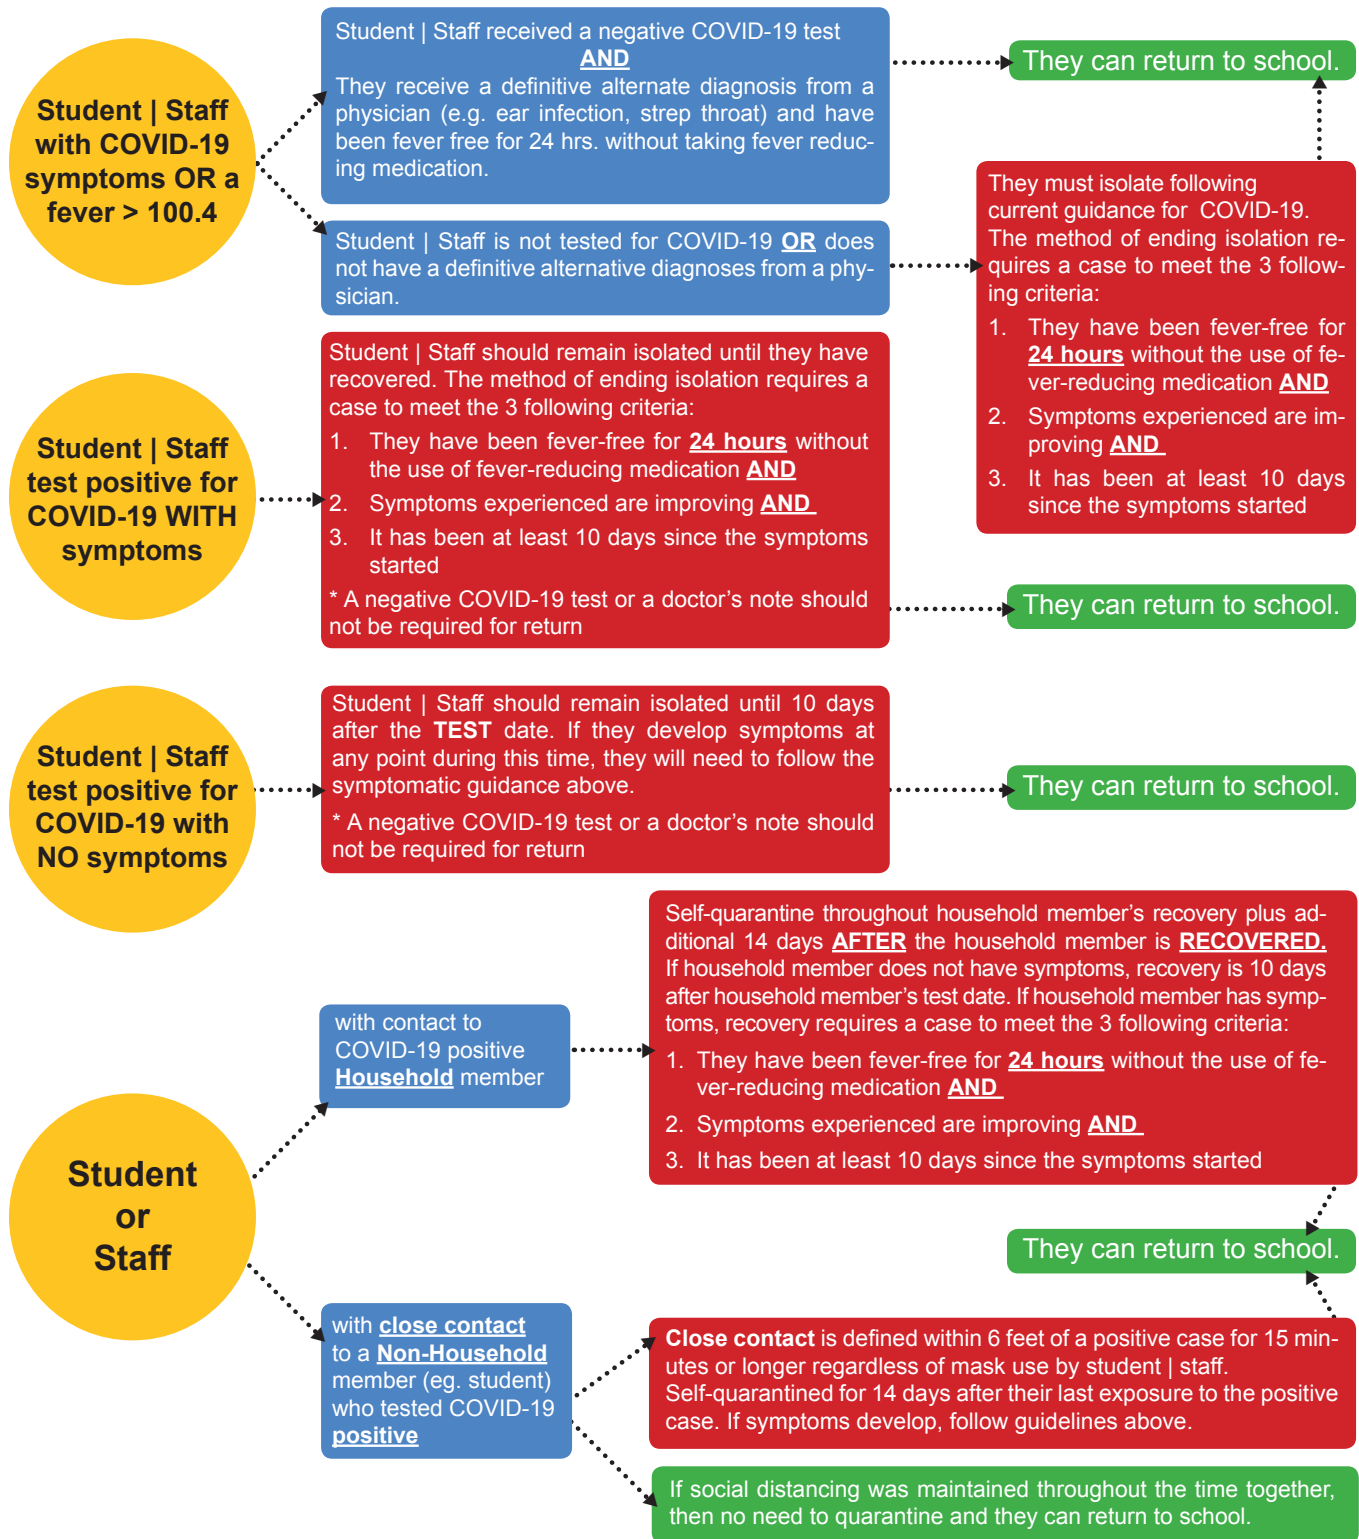 Student | Staff
with COVID-19
symptoms OR a
fever > 100.4
Student | Staff received a negative COVID-19 test
AND
They receive a definitive alternate diagnosis from a
physician (e.g. ear infection, strep throat) and have
been fever free for 24 hrs. without taking fever reduc-
ing medication.
They can return to school.
Student | Staff is not tested for COVID-19 OR does
not have a definitive alternative diagnoses from a phy-
sician.
They must isolate following
current guidance for COVID-19.
The method of ending isolation re-
quires a case to meet the 3 follow-
ing criteria:
1. They have been fever-free for
24 hours without the use of fe-
ver-reducing medication AND
2. Symptoms experienced are im-
proving AND
3. It has been at least 10 days
since the symptoms started
Student | Staff
test positive for
COVID-19 WITH
symptoms
Student | Staff should remain isolated until they have
recovered. The method of ending isolation requires a
case to meet the 3 following criteria:
1. They have been fever-free for 24 hours without
the use of fever-reducing medication AND
2. Symptoms experienced are improving AND
3. It has been at least 10 days since the symptoms
started
* A negative COVID-19 test or a doctor's note should
not be required for return
They can return to school.
Student | Staff
test positive for
COVID-19 with
NO symptoms
Student | Staff should remain isolated until 10 days
after the TEST date. If they develop symptoms at
any point during this time, they will need to follow the
symptomatic guidance above.
* A negative COVID-19 test or a doctor's note should
not be required for return
They can return to school.
Student
or
Staff
with contact to
COVID-19 positive
Household member
Self-quarantine throughout household member's recovery plus ad-
ditional 14 days AFTER the household member is RECOVERED.
If household member does not have symptoms, recovery is 10 days
after household member's test date. If household member has symp-
toms, recovery requires a case to meet the 3 following criteria:
1. They have been fever-free for 24 hours without the use of fe-
ver-reducing medication AND
2. Symptoms experienced are improving AND
3. It has been at least 10 days since the symptoms started
They can return to school.
with close contact
to a Non-Household
member (eg. student)
who tested COVID-19
positive
Close contact is defined within 6 feet of a positive case for 15 min-
utes or longer regardless of mask use by student | staff.
Self-quarantined for 14 days after their last exposure to the positive
case. If symptoms develop, follow guidelines above.
If social distancing was maintained throughout the time together,
then no need to quarantine and they can return to school.